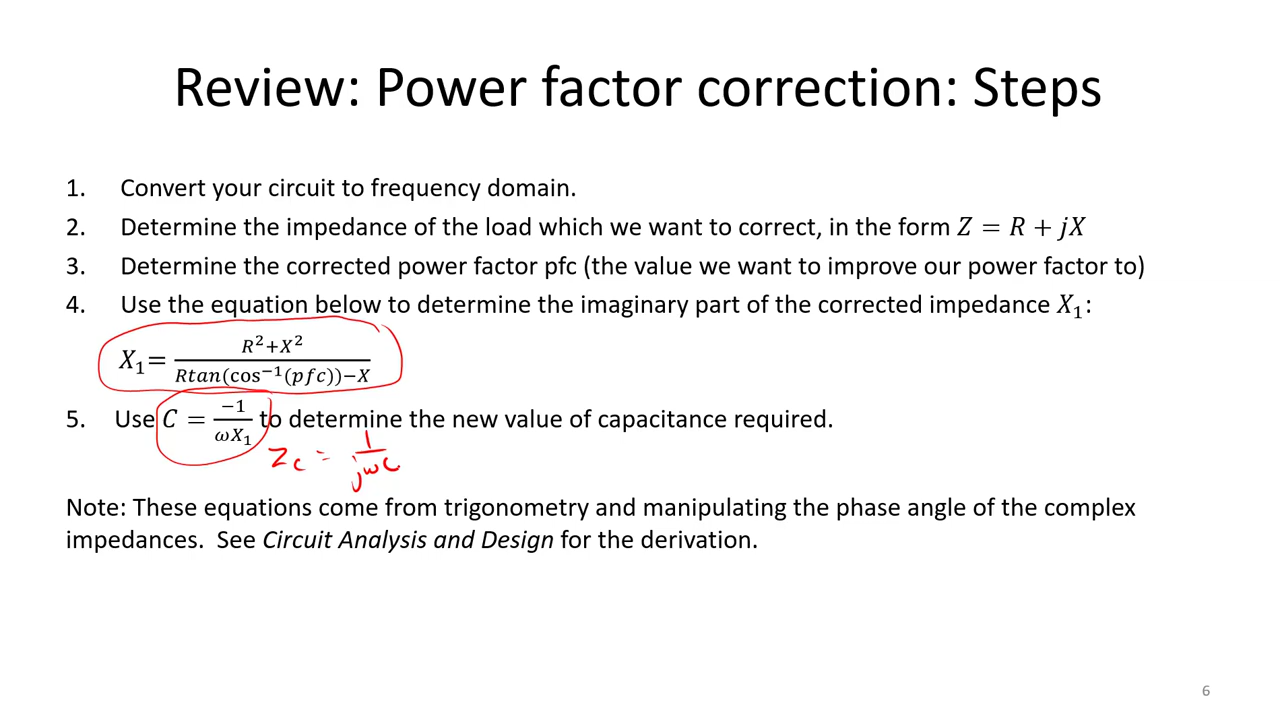 Review: Power factor correction: Steps
1. Convert your circuit to frequency domain.
2. Determine the impedance of the load which we want to correct, in the form Z = R + jX
3. Determine the corrected power factor pfc (the value we want to improve our power factor to)
4. Use the equation below to determine the imaginary part of the corrected impedance X₁:
X₁= (R²+X²)/(Rtan(cos⁻¹(pfc))−X)
5. Use C = −1/(ωX₁) to determine the new value of capacitance required.
Zc = 1/(jωC)
Note: These equations come from trigonometry and manipulating the phase angle of the complex
impedances. See Circuit Analysis and Design for the derivation.
6